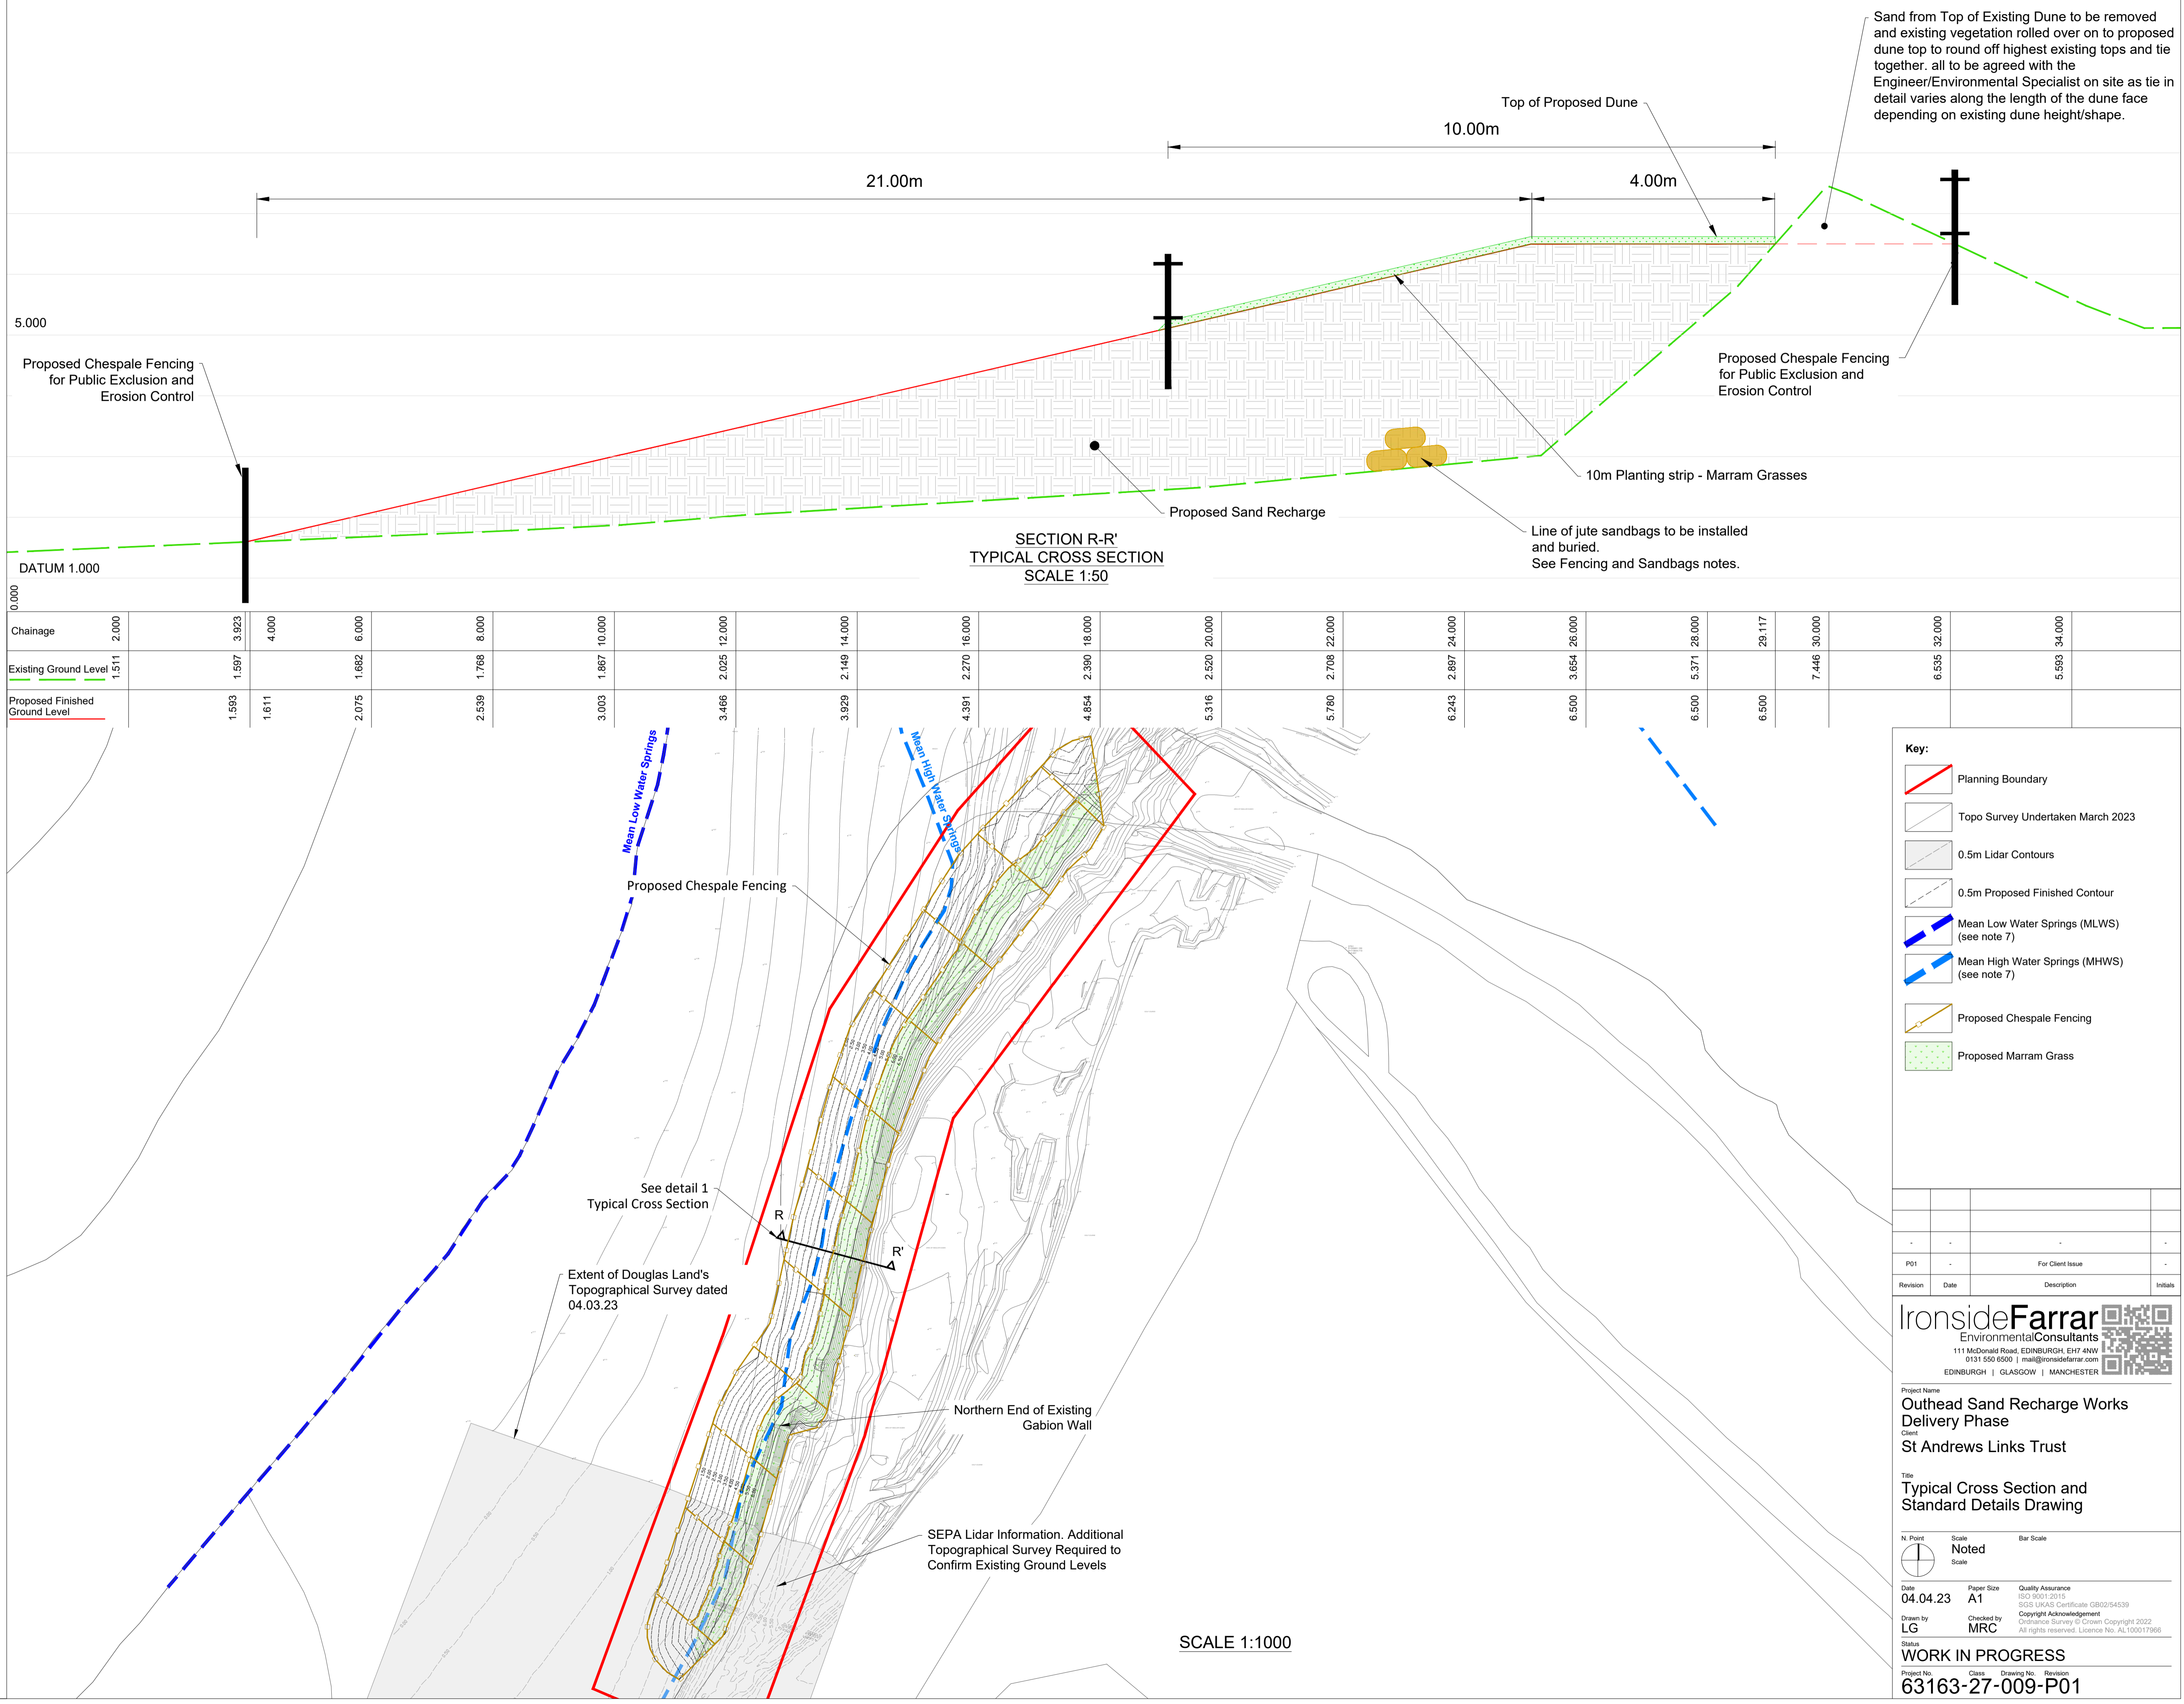 Sand from Top of Existing Dune to be removed
and existing vegetation rolled over on to proposed
dune top to round off highest existing tops and tie
together. all to be agreed with the
Engineer/Environmental Specialist on site as tie in
detail varies along the length of the dune face
depending on existing dune height/shape.
Top of Proposed Dune
10.00m
21.00m
4.00m
5.000
Proposed Chespale Fencing
for Public Exclusion and
Erosion Control
Proposed Chespale Fencing
for Public Exclusion and
Erosion Control
10m Planting strip - Marram Grasses
Proposed Sand Recharge
Line of jute sandbags to be installed
and buried.
See Fencing and Sandbags notes.
SECTION R-R'
TYPICAL CROSS SECTION
SCALE 1:50
DATUM 1.000
0.000
Chainage 2.000 3.923 4.000 6.000 8.000 10.000 12.000 14.000 16.000 18.000 20.000 22.000 24.000 26.000 28.000 29.117 30.000 32.000 34.000
Existing Ground Level 1.511 1.597 1.682 1.768 1.867 2.025 2.149 2.270 2.390 2.520 2.708 2.897 3.654 5.371 7.446 6.535 5.593
Proposed Finished
Ground Level 1.593 1.611 2.075 2.539 3.003 3.466 3.929 4.391 4.854 5.316 5.780 6.243 6.500 6.500 6.500
Mean Low Water Springs
Mean High Water Springs
Proposed Chespale Fencing
See detail 1
Typical Cross Section
R
R'
Extent of Douglas Land's
Topographical Survey dated
04.03.23
Northern End of Existing
Gabion Wall
SEPA Lidar Information. Additional
Topographical Survey Required to
Confirm Existing Ground Levels
SCALE 1:1000
Key:
Planning Boundary
Topo Survey Undertaken March 2023
0.5m Lidar Contours
0.5m Proposed Finished Contour
Mean Low Water Springs (MLWS)
(see note 7)
Mean High Water Springs (MHWS)
(see note 7)
Proposed Chespale Fencing
Proposed Marram Grass
- - - -
P01 - For Client Issue -
Revision Date Description Initials
IronsideFarrar
EnvironmentalConsultants
111 McDonald Road, EDINBURGH, EH7 4NW
0131 550 6500 | mail@ironsidefarrar.com
EDINBURGH | GLASGOW | MANCHESTER
Project Name
Outhead Sand Recharge Works
Delivery Phase
Client
St Andrews Links Trust
Title
Typical Cross Section and
Standard Details Drawing
N. Point Scale Bar Scale
Noted
Scale
Date Paper Size Quality Assurance
04.04.23 A1 ISO 9001:2015
SGS UKAS Certificate GB02/54539
Drawn by Checked by Copyright Acknowledgement
LG MRC Ordnance Survey © Crown Copyright 2022
All rights reserved. Licence No. AL100017966
Status
WORK IN PROGRESS
Project No. Class Drawing No. Revision
63163-27-009-P01